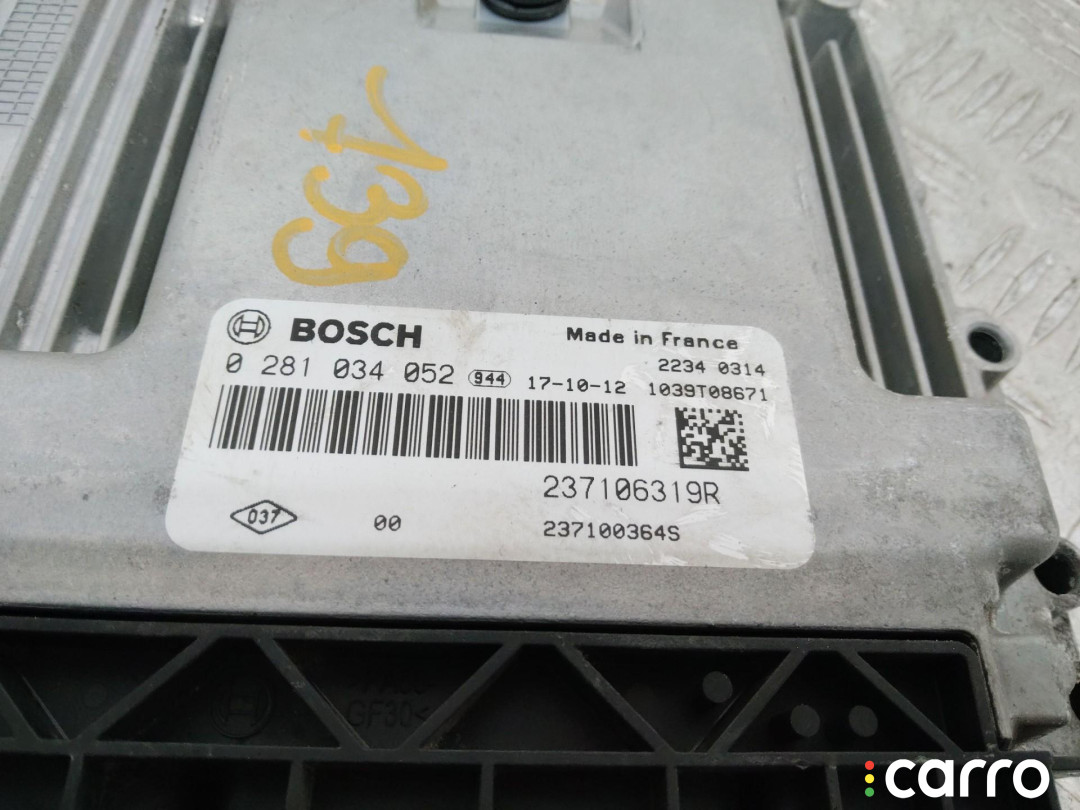 139
BOSCH
Made in France
0 281 034 052 944 17-10-12
2234 0314
1039T08671
237106319R
037 00
237100364S
GF30<
carro